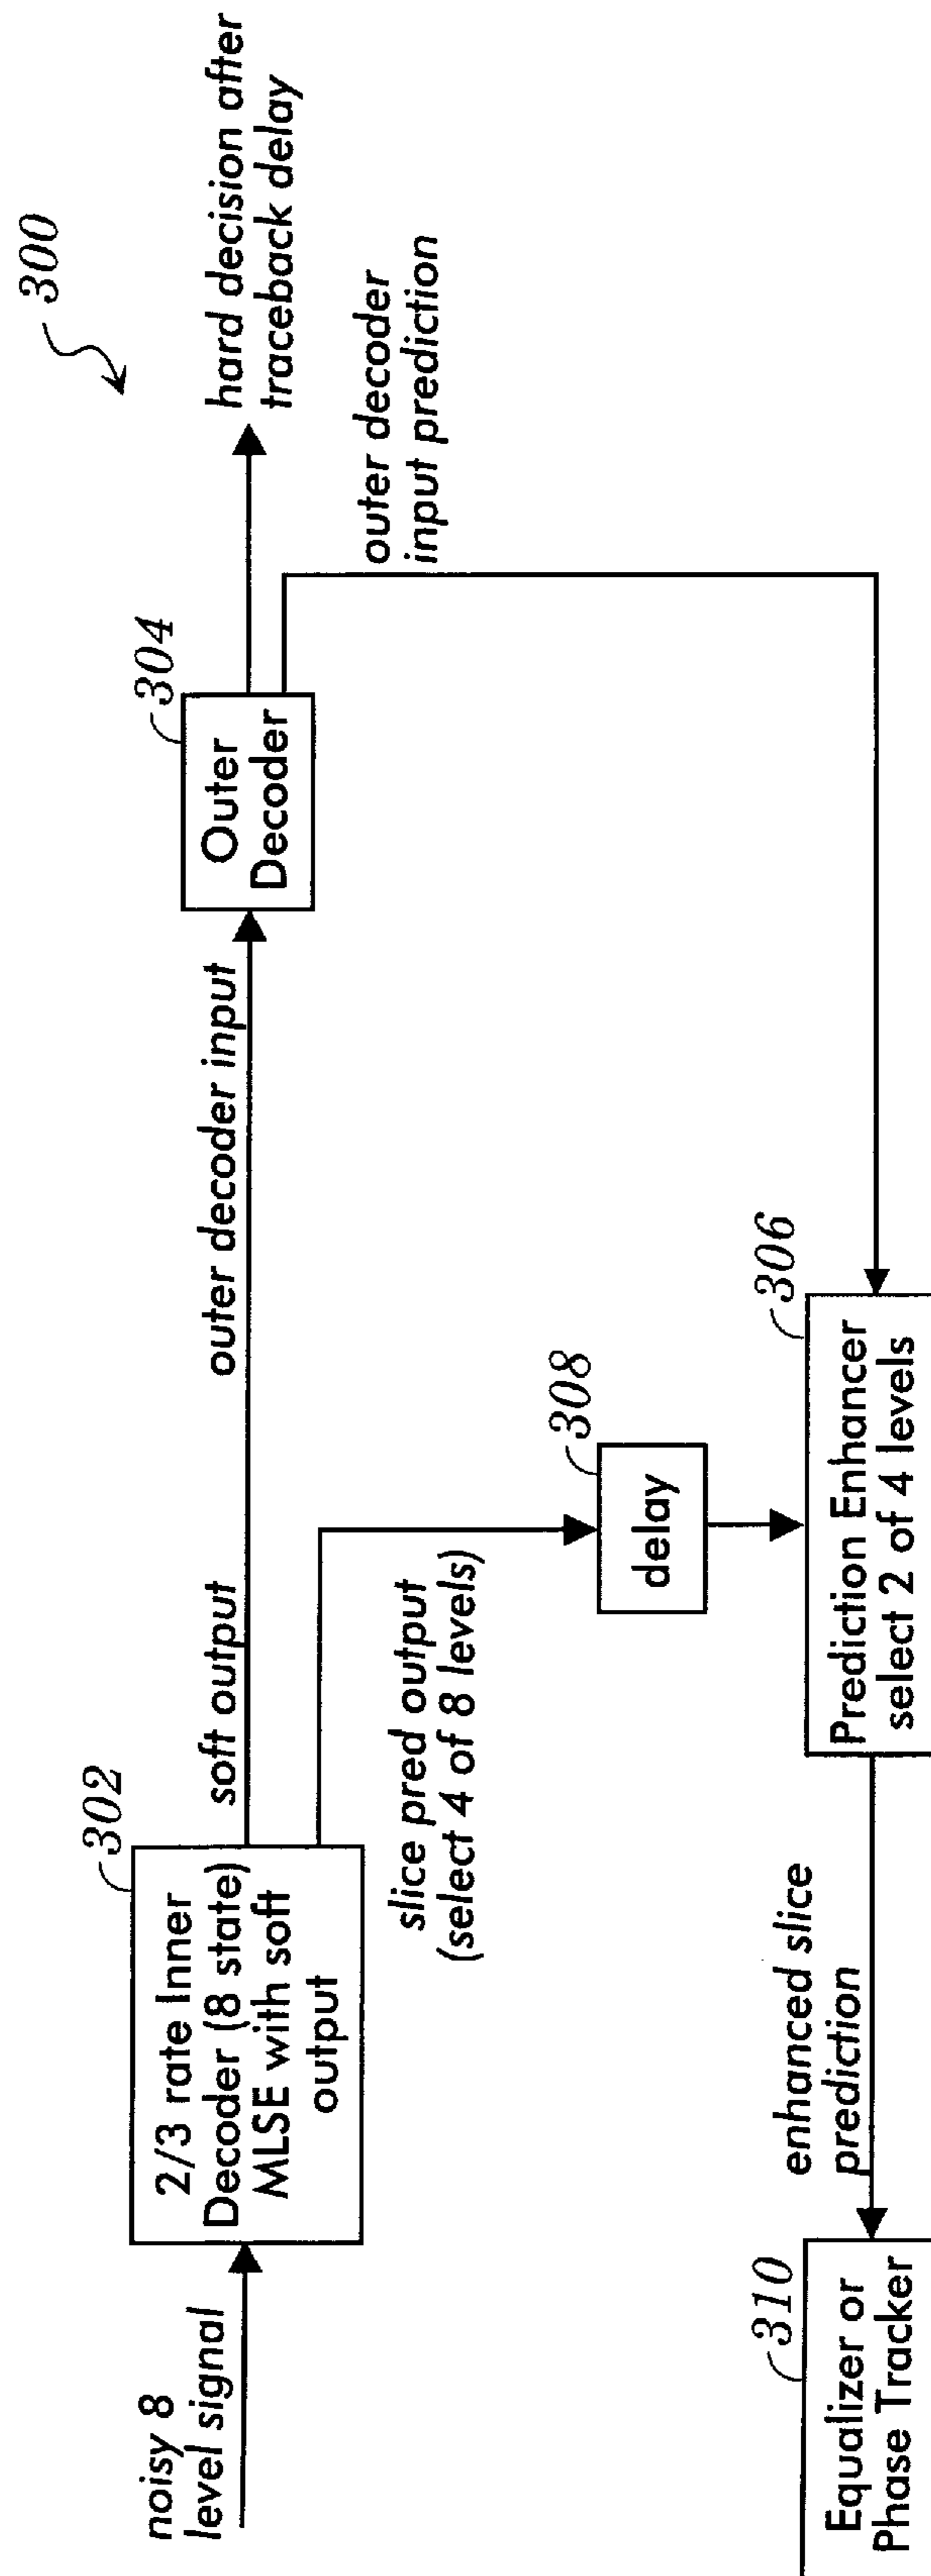 300
noisy 8
level signal
302
2/3 rate Inner
Decoder (8 state)
MLSE with soft
output
soft output
outer decoder input
304
Outer
Decoder
hard decision after
traceback delay
outer decoder
input prediction
slice pred output
(select 4 of 8 levels)
308
delay
306
Prediction Enhancer
select 2 of 4 levels
enhanced slice
prediction
310
Equalizer or
Phase Tracker